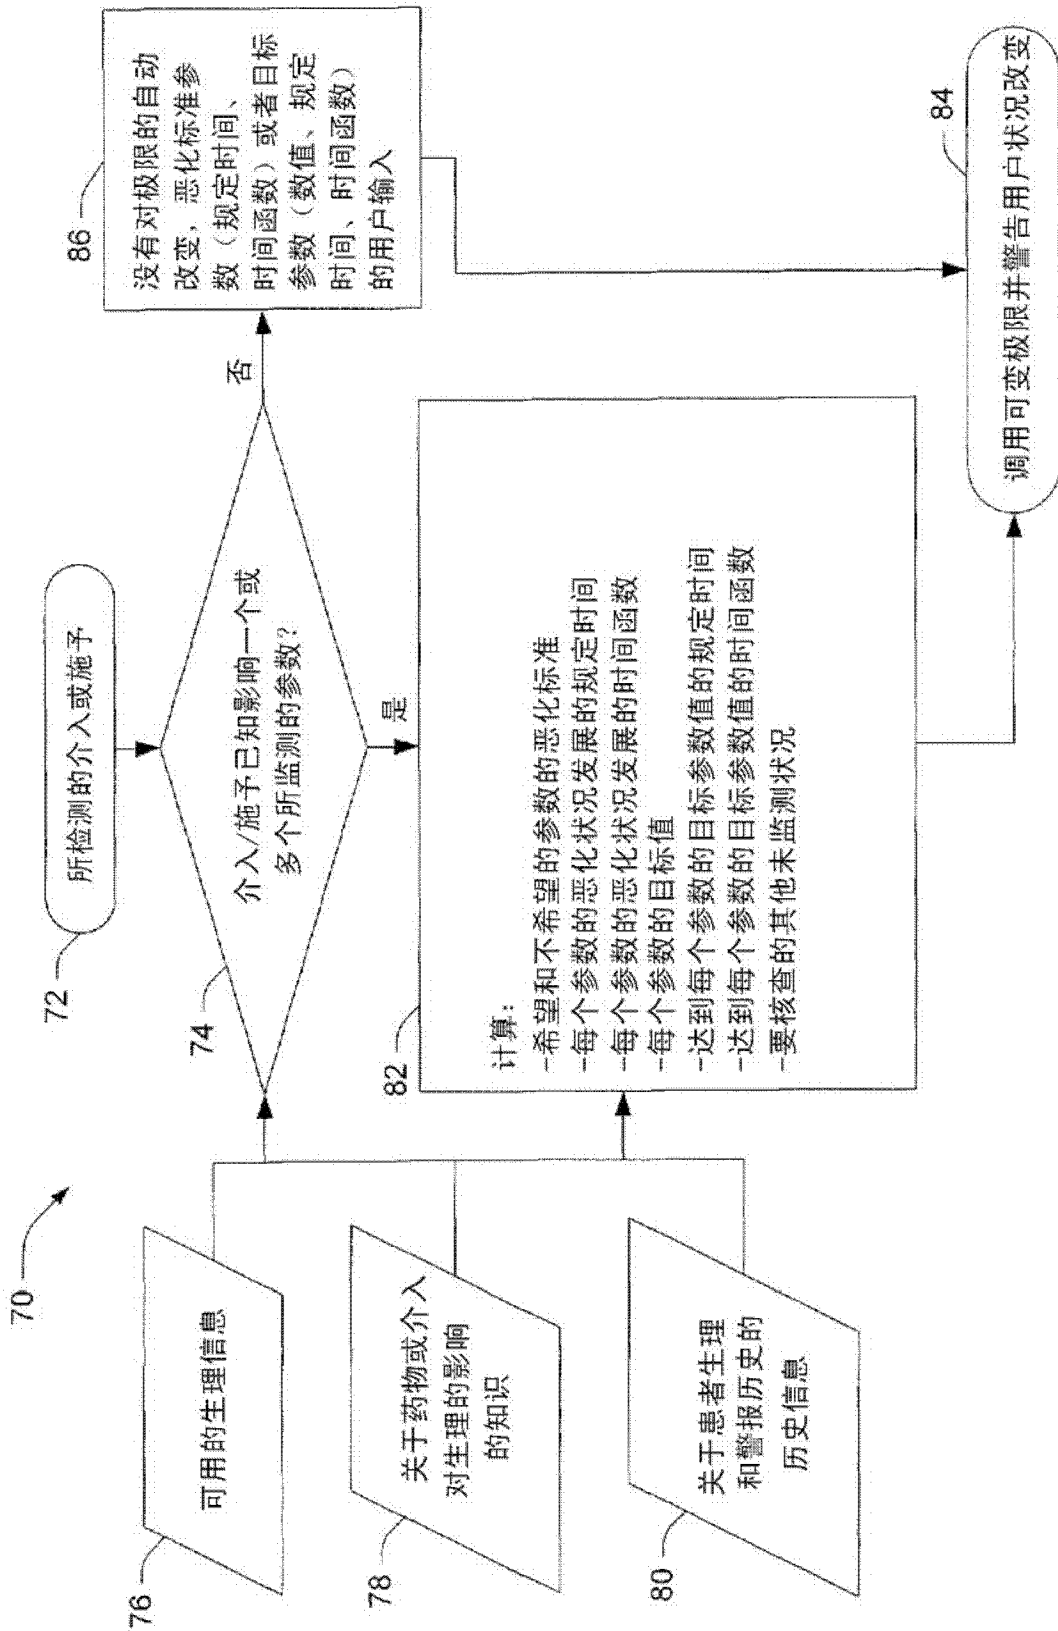 70
72
所检测的介入或施予
74
介入/施予已知影响一个或
多个所监测的参数?
否
是
86
没有对极限的自动
改变，恶化标准参
数（规定时间、
时间函数）或者目标
参数（数值、规定
时间、时间函数）
的用户输入
76
可用的生理信息
78
关于药物或介入
对生理的影响
的知识
80
关于患者生理
和警报历史的
历史信息
82
计算:
-希望和不希望的参数的恶化标准
-每个参数的恶化状况发展的规定时间
-每个参数的恶化状况发展的时间函数
-每个参数的目标值
-达到每个参数的目标参数值的规定时间
-达到每个参数的目标参数值的时间函数
-要核查的其他未监测状况
84
调用可变极限并警告用户状况改变